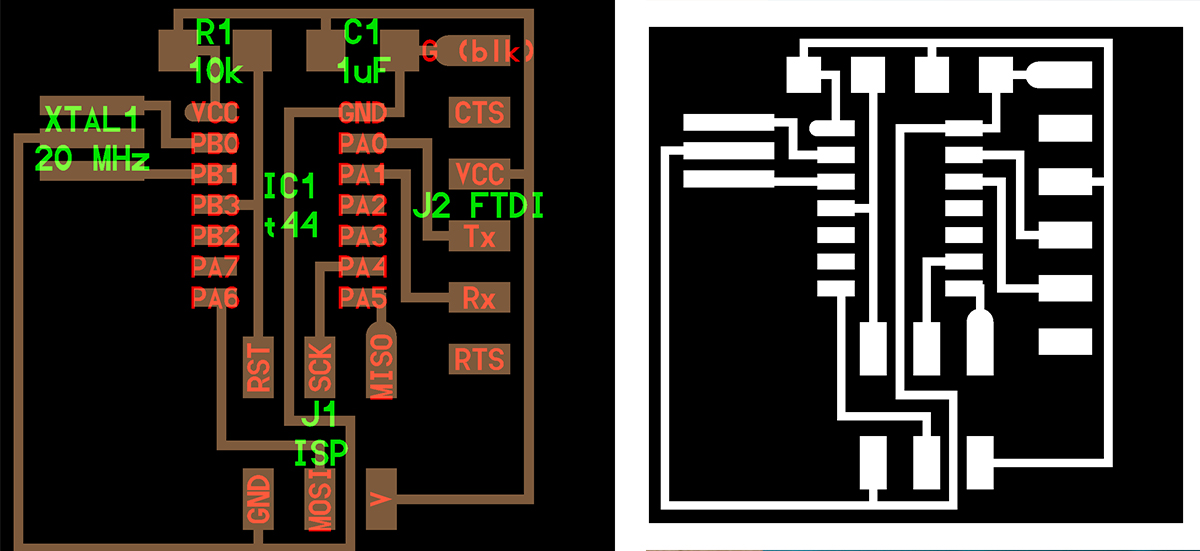 R1
10k
C1
1uF
G (blk)
XTAL1
20 MHz
VCC
PB0
PB1
PB3
PB2
PA7
PA6
IC1
t44
GND
PA0
PA1
PA2
PA3
PA4
PA5
CTS
VCC
J2 FTDI
Tx
Rx
RTS
RST
SCK
MISO
J1
ISP
GND
MOSI
V